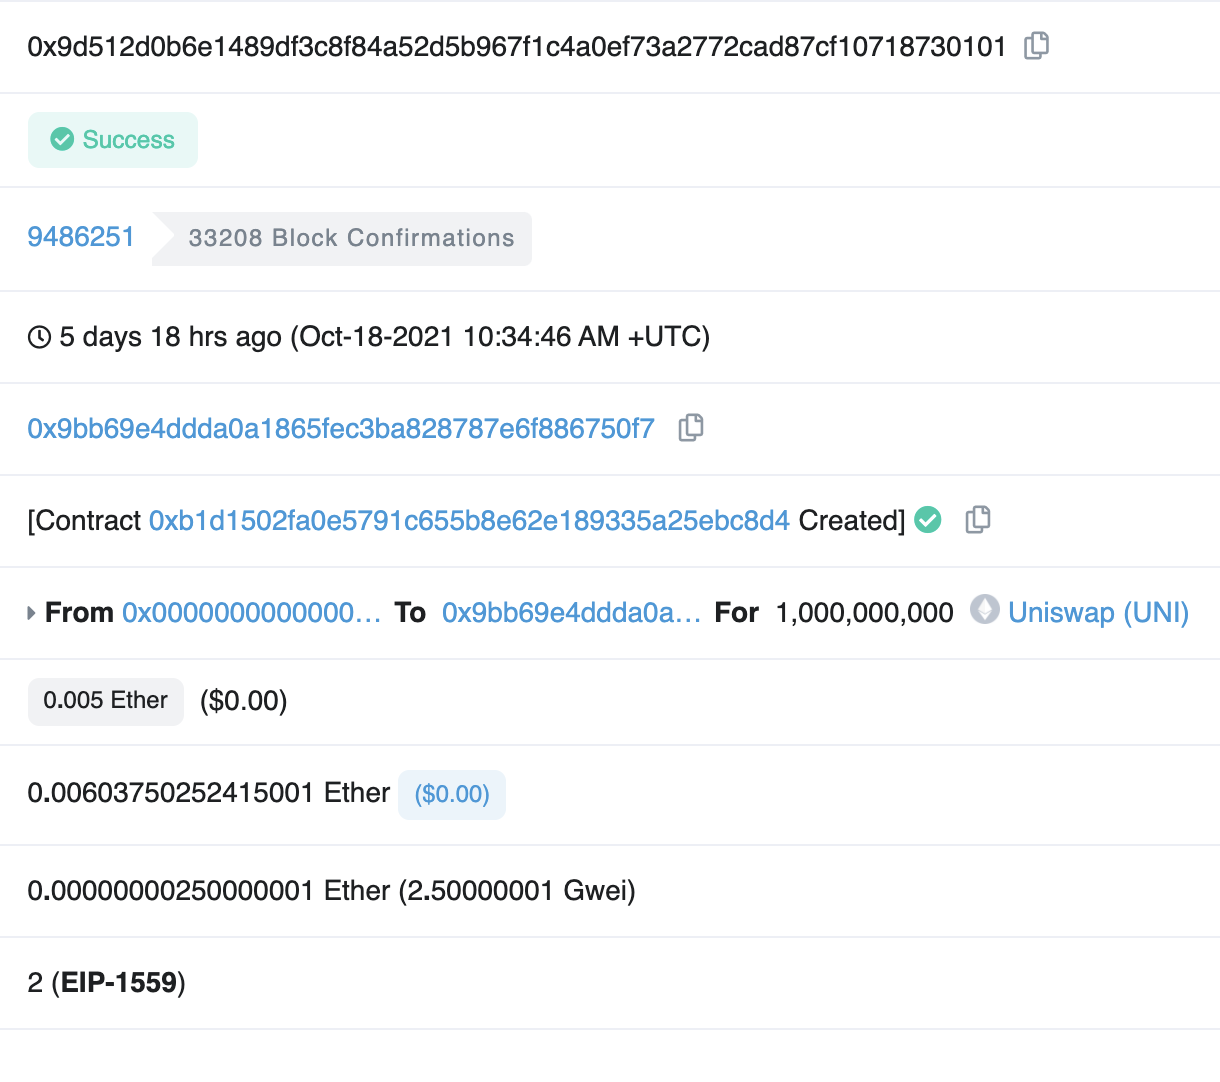 0x9d512d0b6e1489df3c8f84a52d5b967f1c4a0ef73a2772cad87cf10718730101
Success
9486251 33208 Block Confirmations
5 days 18 hrs ago (Oct-18-2021 10:34:46 AM +UTC)
0x9bb69e4ddda0a1865fec3ba828787e6f886750f7
[Contract 0xb1d1502fa0e5791c655b8e62e189335a25ebc8d4 Created]
From 0x0000000000000... To 0x9bb69e4ddda0a... For 1,000,000,000 Uniswap (UNI)
0.005 Ether ($0.00)
0.00603750252415001 Ether ($0.00)
0.00000000250000001 Ether (2.50000001 Gwei)
2 (EIP-1559)